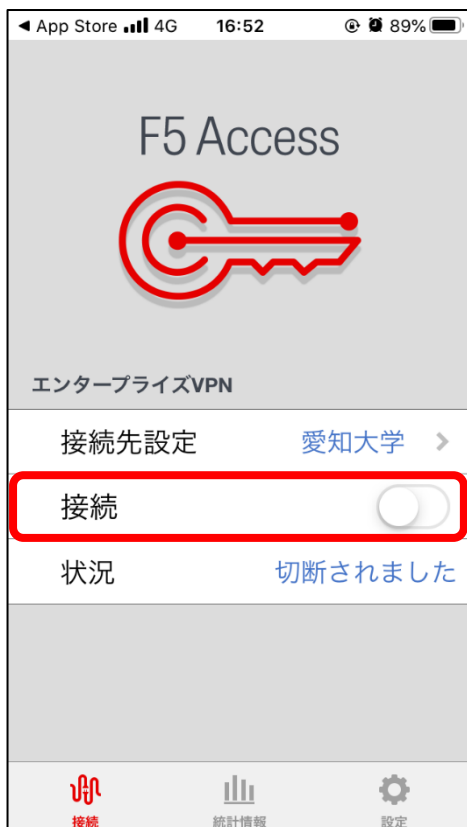 ◀ App Store 4G 16:52 89%
F5 Access
エンタープライズVPN
接続先設定 愛知大学 >
接続
状況 切断されました
接続 統計情報 設定